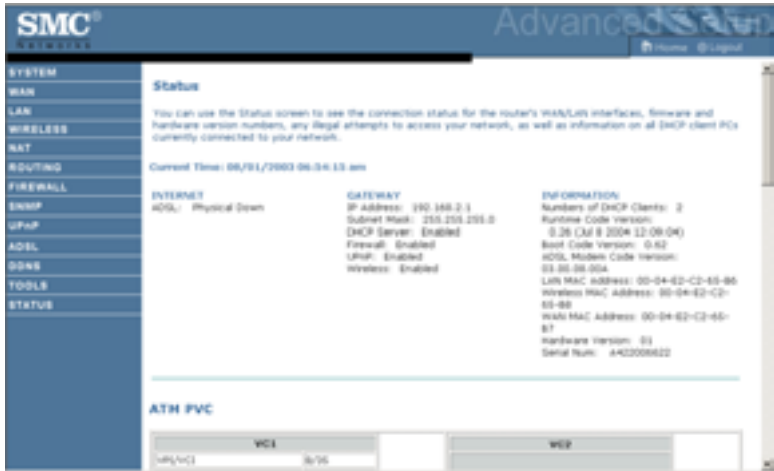 SMC®
Networks
Advanced Setup
Home Logout
SYSTEM
WAN
LAN
WIRELESS
NAT
ROUTING
FIREWALL
SNMP
UPnP
ADSL
DDNS
TOOLS
STATUS
Status
You can use the Status screen to see the connection status for the router's WAN/LAN interfaces, firmware and
hardware version numbers, any illegal attempts to access your network, as well as information on all DHCP client PCs
currently connected to your network.
Current Time: 08/01/2003 06:54:15 am
INTERNET
ADSL: Physical Down
GATEWAY
IP Address: 192.168.2.1
Subnet Mask: 255.255.255.0
DHCP Server: Enabled
Firewall: Enabled
UPnP: Enabled
Wireless: Enabled
INFORMATION
Numbers of DHCP Clients: 2
Runtime Code Version:
0.26 (Jul 8 2004 12:09:04)
Boot Code Version: 0.62
ADSL Modem Code Version:
03.00.08.00A
LAN MAC Address: 00-04-E2-C2-65-B6
Wireless MAC Address: 00-04-E2-C2-
65-B8
WAN MAC Address: 00-04-E2-C2-65-
B7
Hardware Version: 01
Serial Num: A422006622
ATM PVC
VC1
VC2
VPI/VCI
8/35